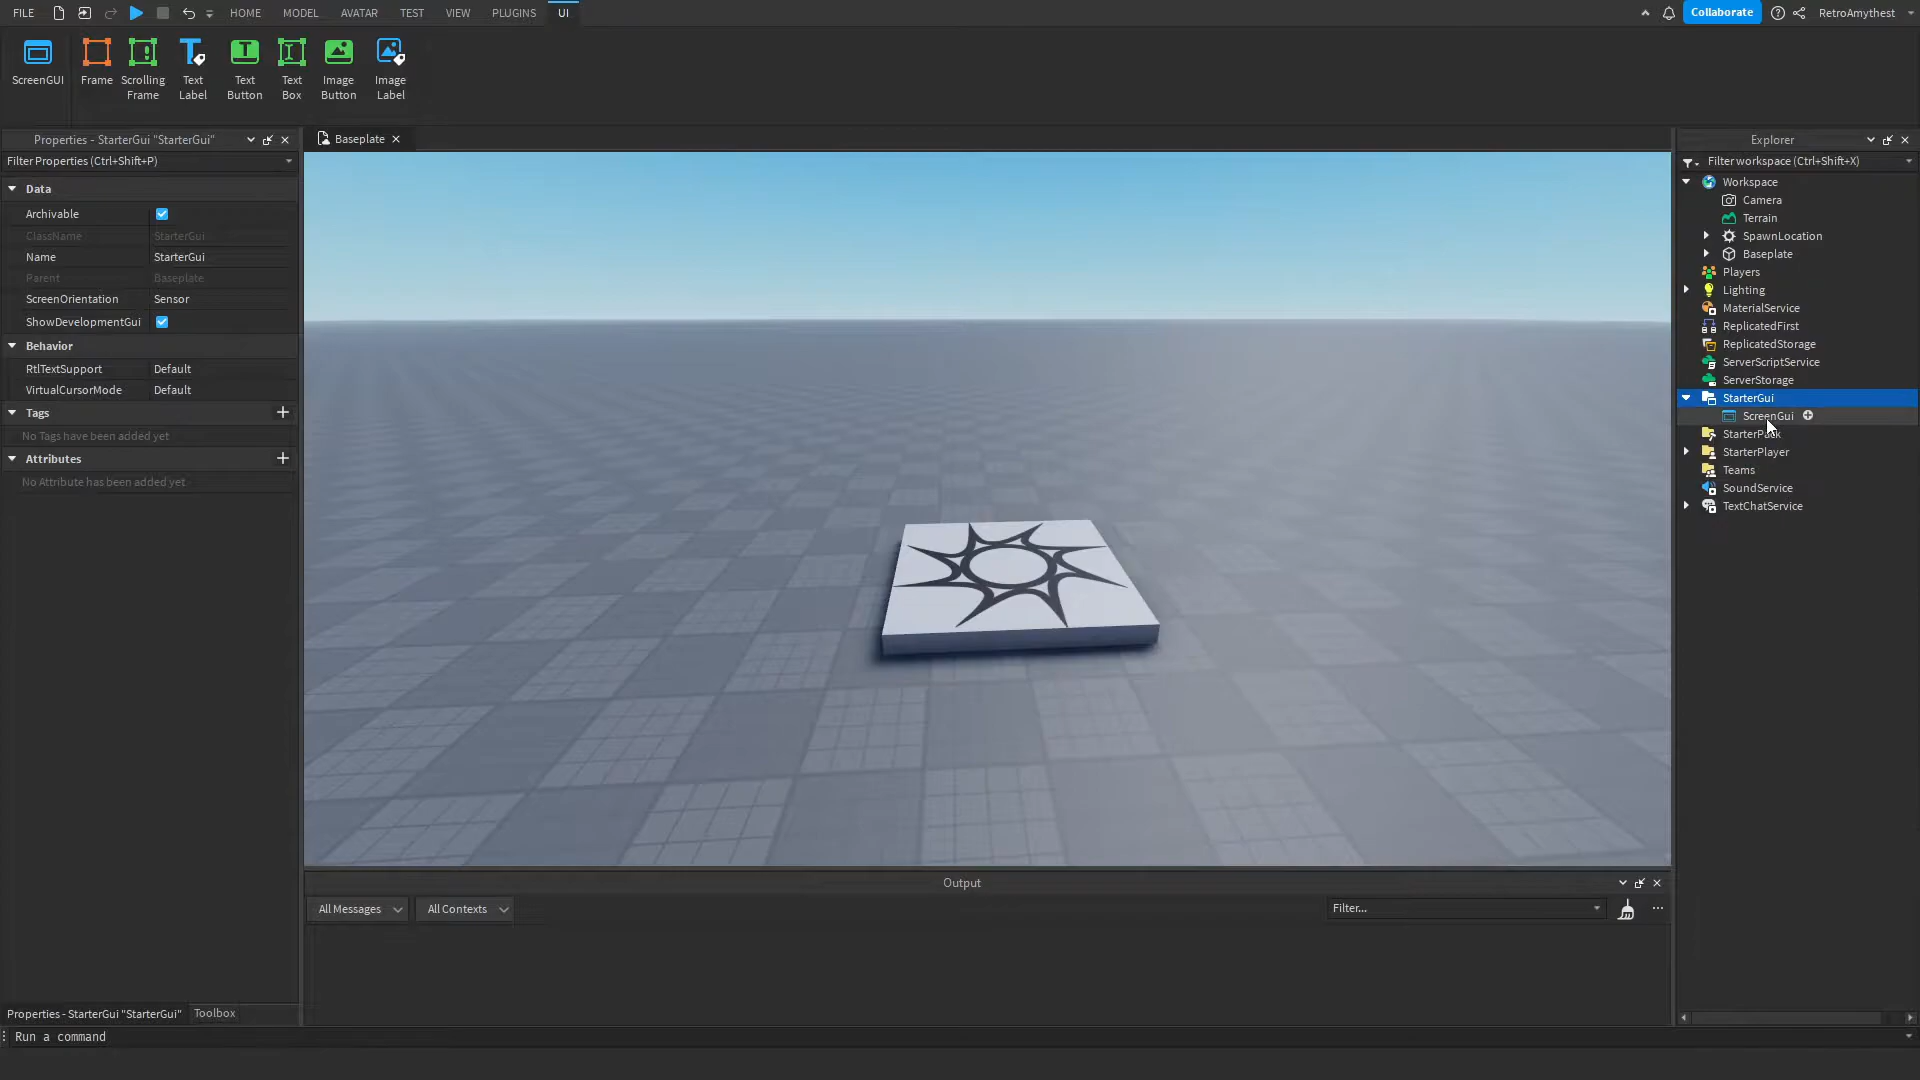 FILE HOME MODEL AVATAR TEST VIEW PLUGINS UI Collaborate RetroAmythest
ScreenGUI Frame Scrolling Frame Text Label Text Button Text Box Image Button Image Label
Properties - StarterGui "StarterGui"
Filter Properties (Ctrl+Shift+P)
Data
Archivable
ClassName StarterGui
Name StarterGui
Parent Baseplate
ScreenOrientation Sensor
ShowDevelopmentGui
Behavior
RtlTextSupport Default
VirtualCursorMode Default
Tags
No Tags have been added yet
Attributes
No Attribute has been added yet
Baseplate
Explorer
Filter workspace (Ctrl+Shift+X)
Workspace
Camera
Terrain
SpawnLocation
Baseplate
Players
Lighting
MaterialService
ReplicatedFirst
ReplicatedStorage
ServerScriptService
ServerStorage
StarterGui
ScreenGui
StarterPack
StarterPlayer
Teams
SoundService
TextChatService
Output
All Messages All Contexts Filter...
Properties - StarterGui "StarterGui" Toolbox
Run a command